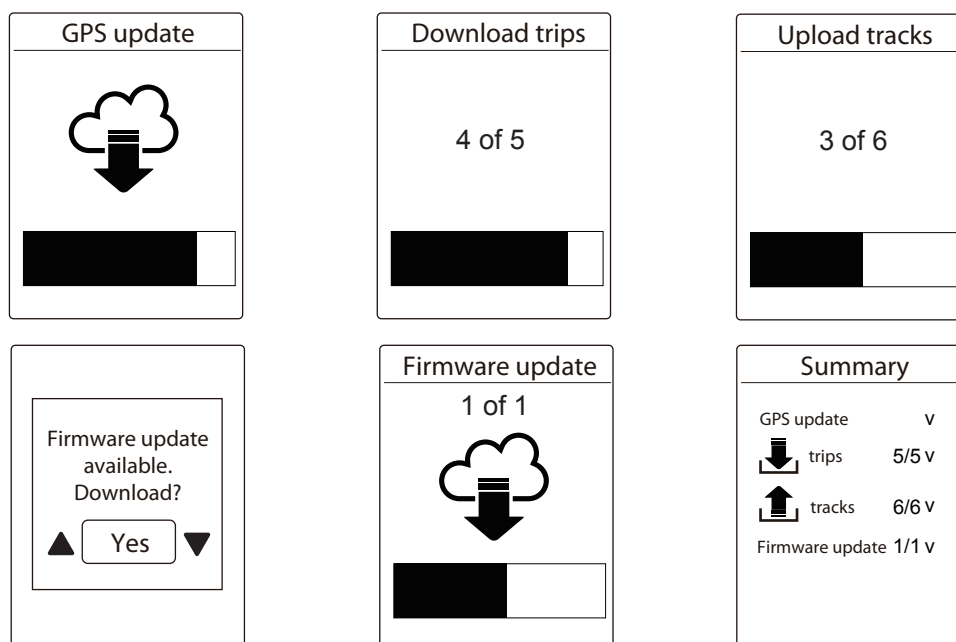 GPS update
Download trips
4 of 5
Upload tracks
3 of 6
Firmware update
available.
Download?
Yes
Firmware update
1 of 1
Summary
GPS update v
trips 5/5 v
tracks 6/6 v
Firmware update 1/1 v